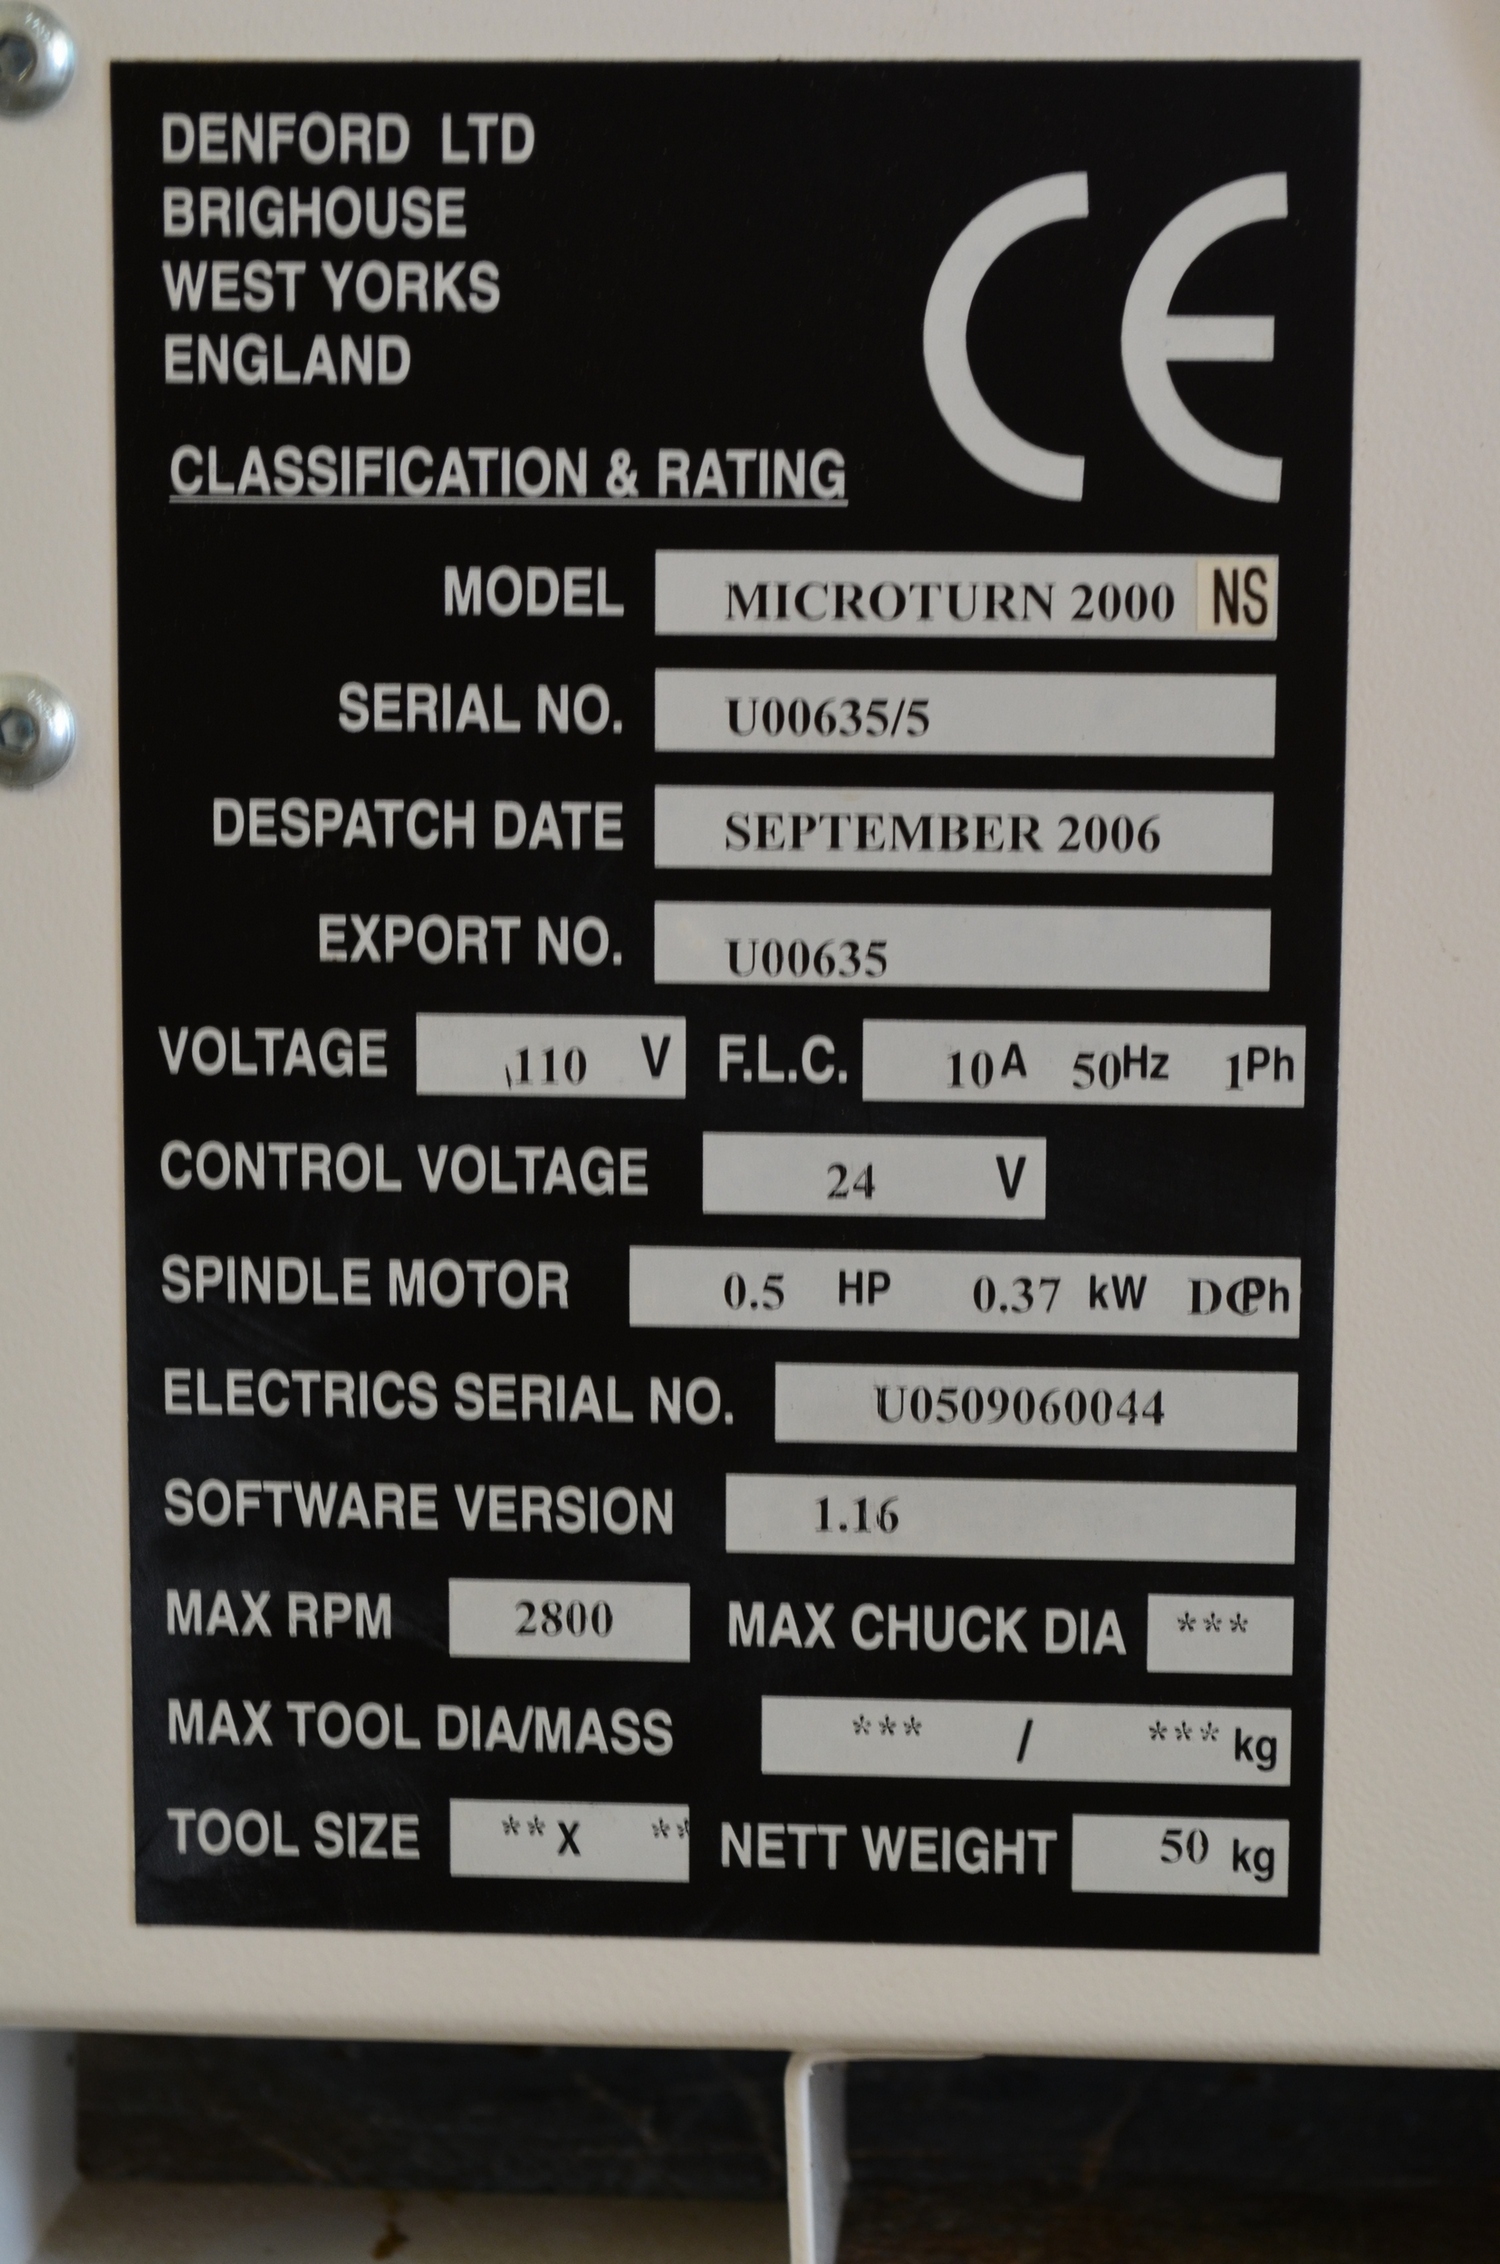 DENFORD LTD
BRIGHOUSE
WEST YORKS
ENGLAND
CE
CLASSIFICATION & RATING
MODEL MICROTURN 2000 NS
SERIAL NO. U00635/5
DESPATCH DATE SEPTEMBER 2006
EXPORT NO. U00635
VOLTAGE 110 V F.L.C. 10A 50Hz 1Ph
CONTROL VOLTAGE 24 V
SPINDLE MOTOR 0.5 HP 0.37 kW DCPh
ELECTRICS SERIAL NO. U0509060044
SOFTWARE VERSION 1.16
MAX RPM 2800 MAX CHUCK DIA ***
MAX TOOL DIA/MASS *** / *** kg
TOOL SIZE ** X ** NETT WEIGHT 50 kg